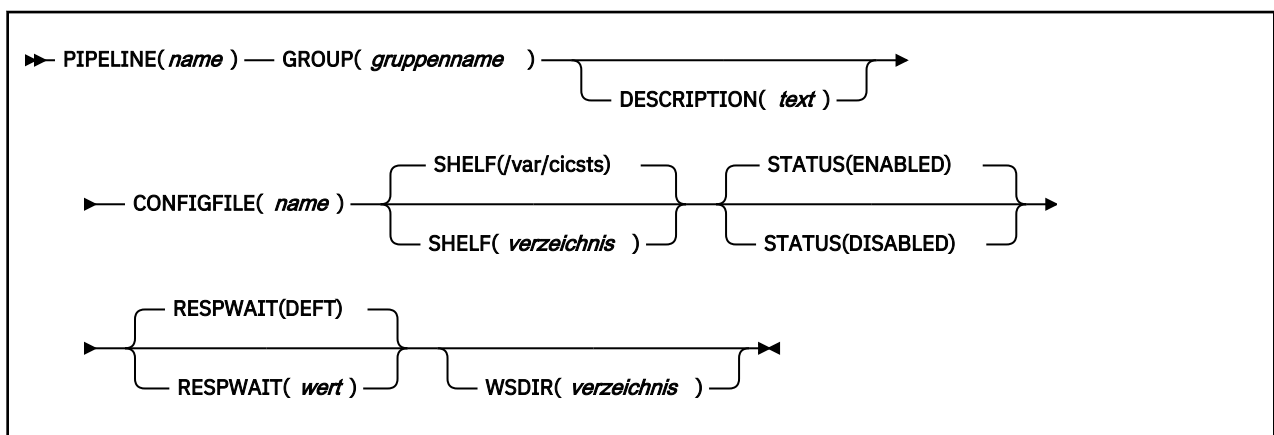 PIPELINE( name ) GROUP( gruppenname )
DESCRIPTION( text )
SHELF(/var/cicsts) STATUS(ENABLED)
CONFIGFILE( name )
SHELF( verzeichnis ) STATUS(DISABLED)
RESPWAIT(DEFT)
RESPWAIT( wert ) WSDIR( verzeichnis )